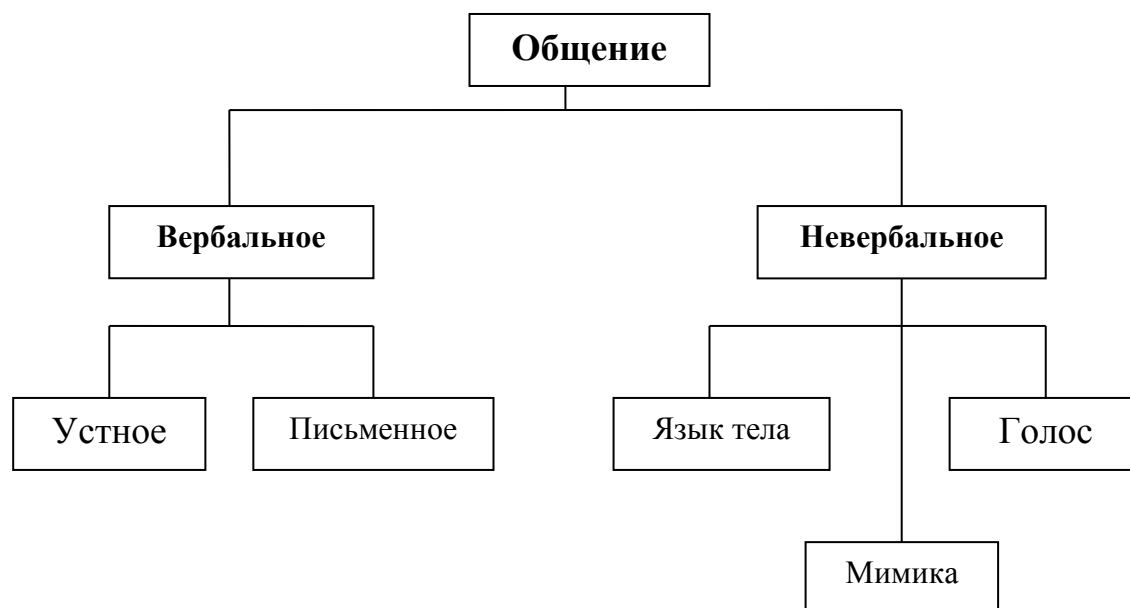 Общение
Вербальное
Невербальное
Устное
Письменное
Язык тела
Голос
Мимика